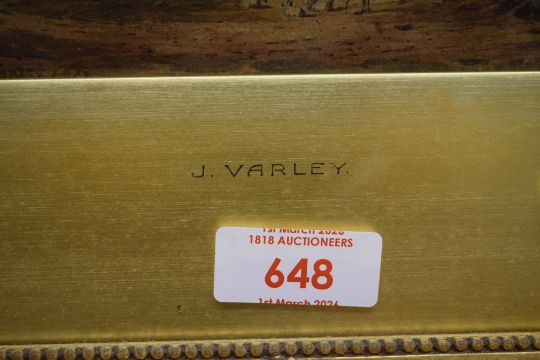 J. VARLEY.
1st March 2026
1818 AUCTIONEERS
648
1st March 2026